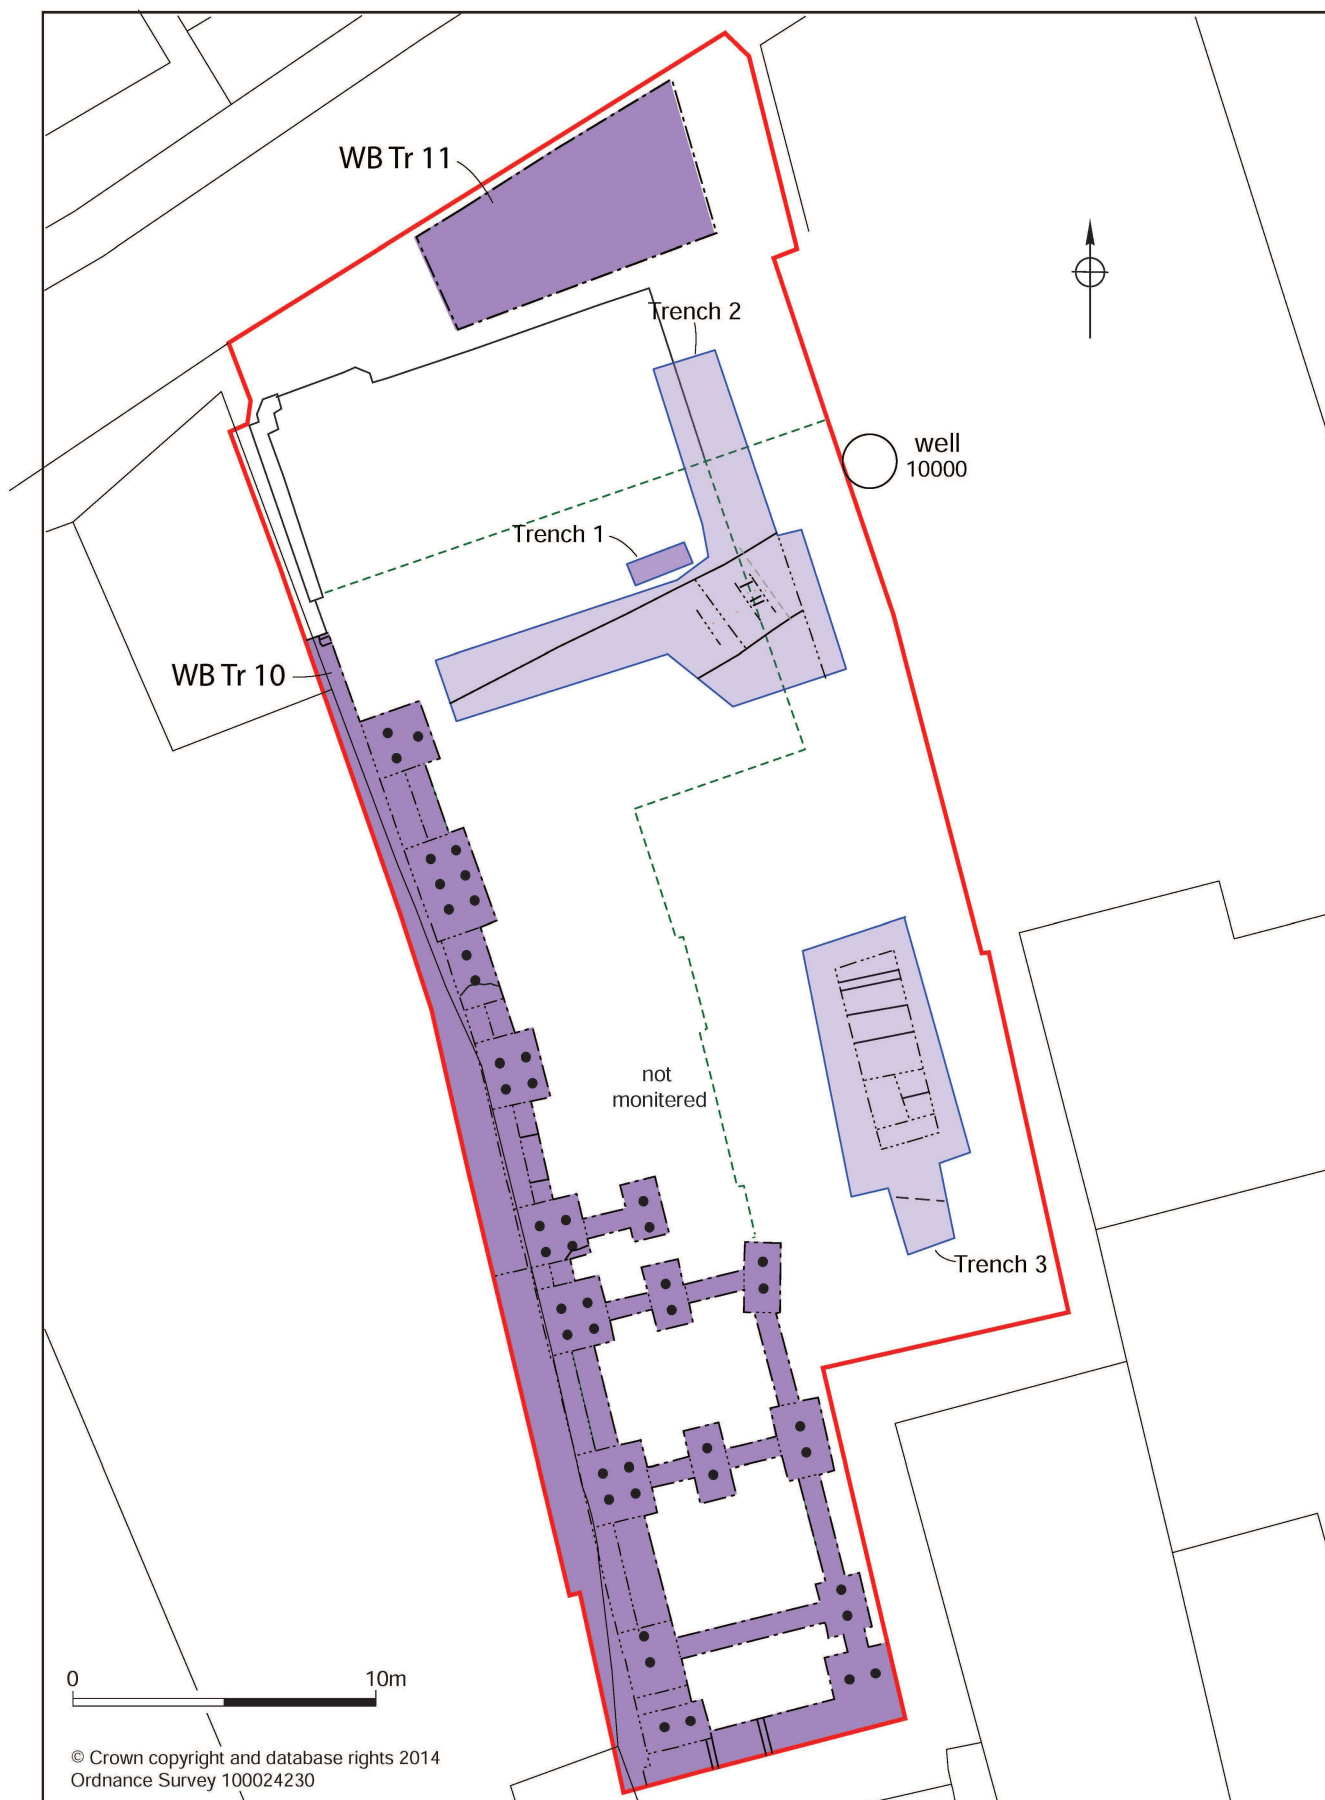 WB Tr 11
Trench 2
well
10000
Trench 1
WB Tr 10
not
monitered
Trench 3
0 10m
© Crown copyright and database rights 2014
Ordnance Survey 100024230